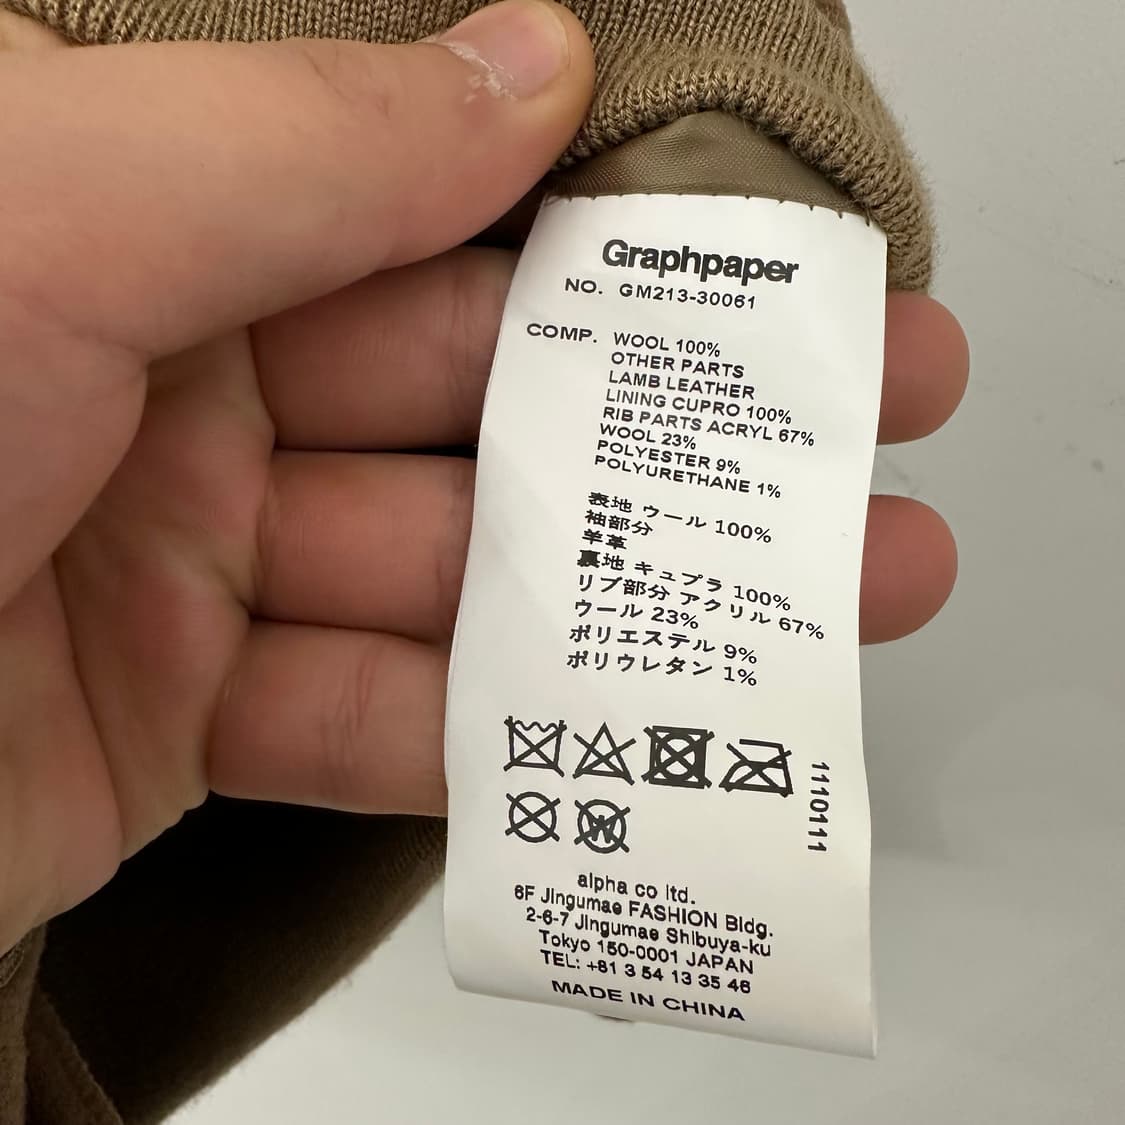 Graphpaper
NO. GM213-30061
COMP. WOOL 100%
OTHER PARTS
LAMB LEATHER
LINING CUPRO 100%
RIB PARTS ACRYL 67%
WOOL 23%
POLYESTER 9%
POLYURETHANE 1%
表地 ウール 100%
袖部分
羊革
裏地 キュプラ 100%
リブ部分 アクリル 67%
ウール 23%
ポリエステル 9%
ポリウレタン 1%
W
1110111
alpha co ltd.
6F Jingumae FASHION Bldg.
2-6-7 Jingumae Shibuya-ku
Tokyo 150-0001 JAPAN
TEL: +81 3 54 13 35 46
MADE IN CHINA